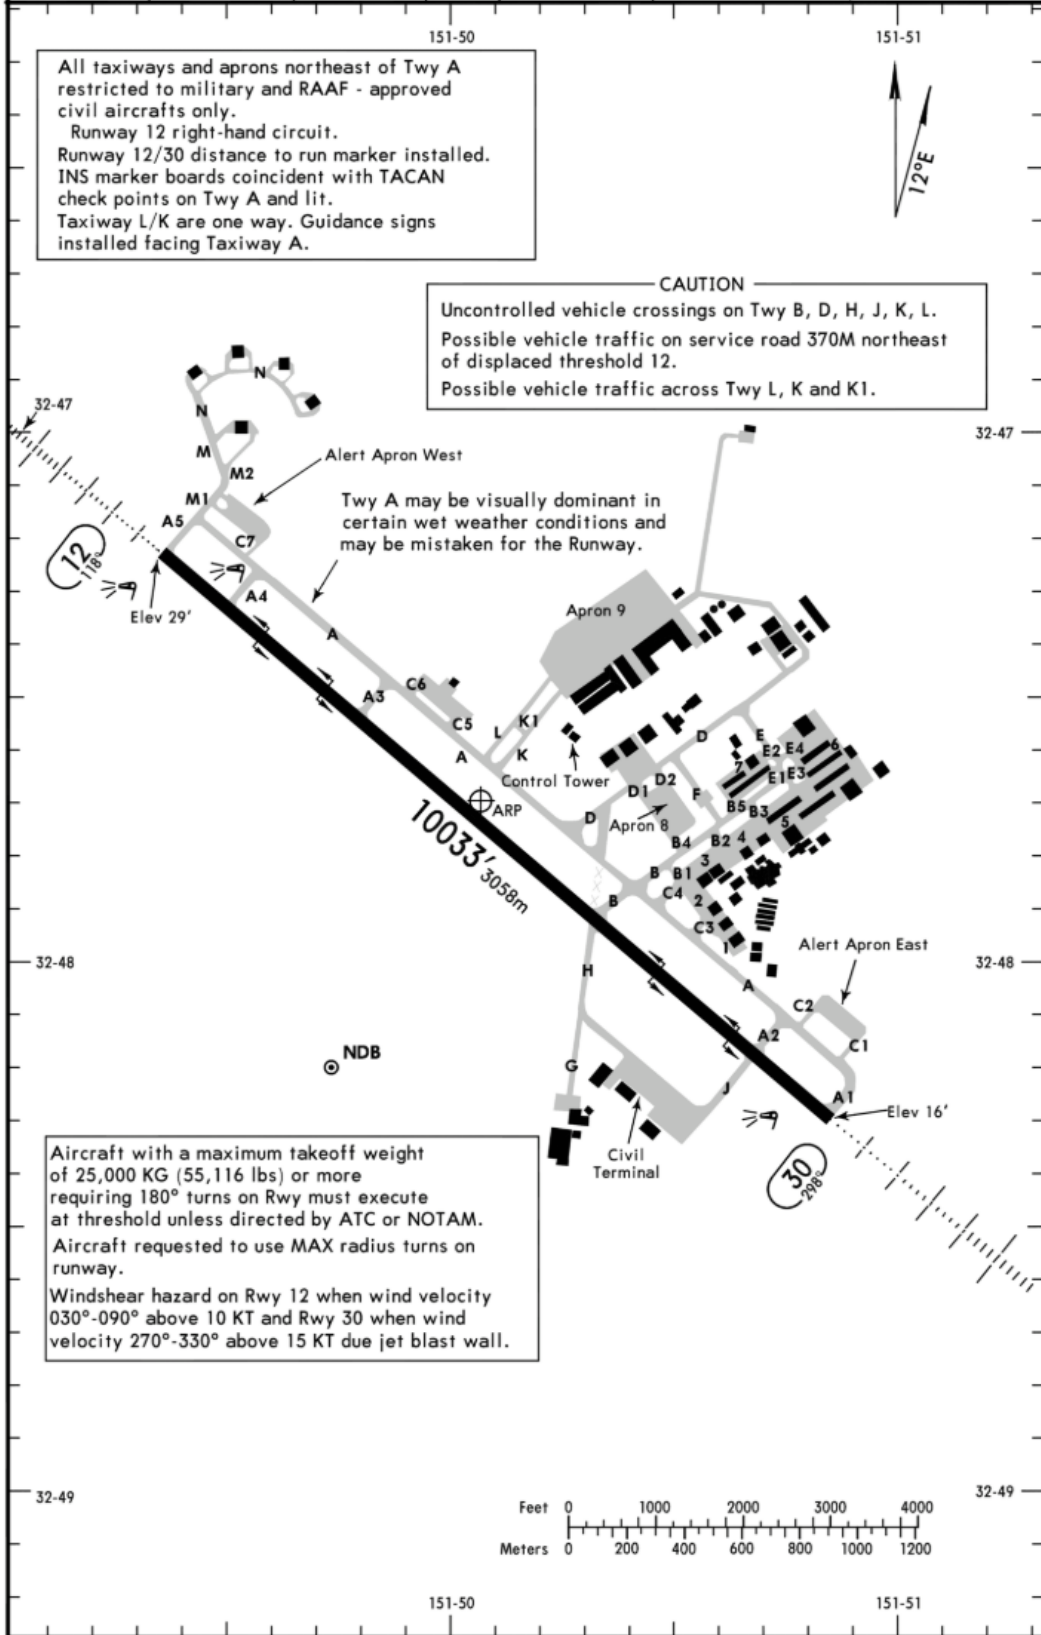 151-50
151-51
All taxiways and aprons northeast of Twy A
restricted to military and RAAF - approved
civil aircrafts only.
Runway 12 right-hand circuit.
Runway 12/30 distance to run marker installed.
INS marker boards coincident with TACAN
check points on Twy A and lit.
Taxiway L/K are one way. Guidance signs
installed facing Taxiway A.
12°E
CAUTION
Uncontrolled vehicle crossings on Twy B, D, H, J, K, L.
Possible vehicle traffic on service road 370M northeast
of displaced threshold 12.
Possible vehicle traffic across Twy L, K and K1.
32-47
32-47
N
N
M
M2
M1
A5
C7
Alert Apron West
Twy A may be visually dominant in
certain wet weather conditions and
may be mistaken for the Runway.
12
118°
Elev 29'
A4
A
A3
C6
C5
A
L
K1
K
Apron 9
Control Tower
ARP
10033'
3058m
D
D1
D2
D
F
Apron 8
E
E2
E4
6
7
E1
E3
B5
B3
5
B4
B2
4
3
B
B1
C4
2
B
C3
1
Alert Apron East
32-48
32-48
H
A
C2
A2
C1
NDB
G
J
A1
Elev 16'
Civil
Terminal
30
298°
Aircraft with a maximum takeoff weight
of 25,000 KG (55,116 lbs) or more
requiring 180° turns on Rwy must execute
at threshold unless directed by ATC or NOTAM.
Aircraft requested to use MAX radius turns on
runway.
Windshear hazard on Rwy 12 when wind velocity
030°-090° above 10 KT and Rwy 30 when wind
velocity 270°-330° above 15 KT due jet blast wall.
32-49
32-49
Feet 0 1000 2000 3000 4000
Meters 0 200 400 600 800 1000 1200
151-50
151-51